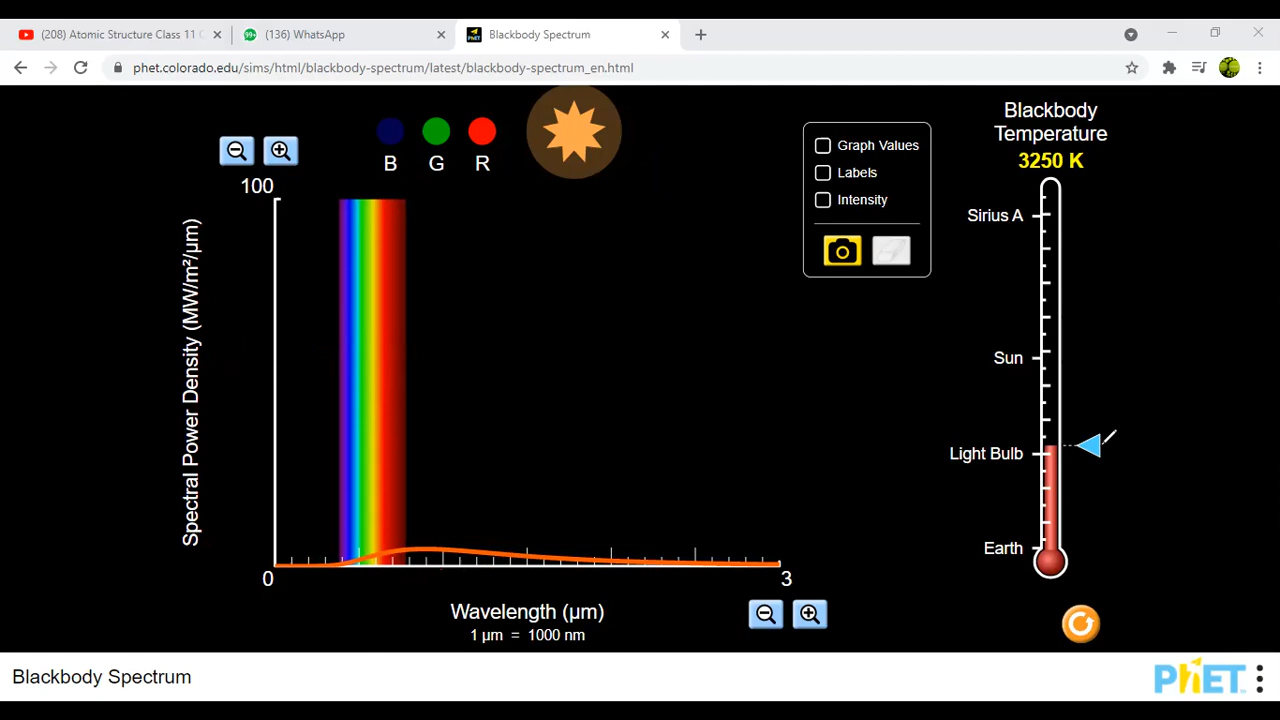 (208) Atomic Structure Class 11 C
99+
(136) WhatsApp
PhET
Blackbody Spectrum
phet.colorado.edu/sims/html/blackbody-spectrum/latest/blackbody-spectrum_en.html
B
G
R
Graph Values
Labels
Intensity
Blackbody
Temperature
3250 K
Sirius A
Sun
Light Bulb
Earth
100
Spectral Power Density (MW/m²/μm)
0
3
Wavelength (μm)
1 μm = 1000 nm
Blackbody Spectrum
PhET